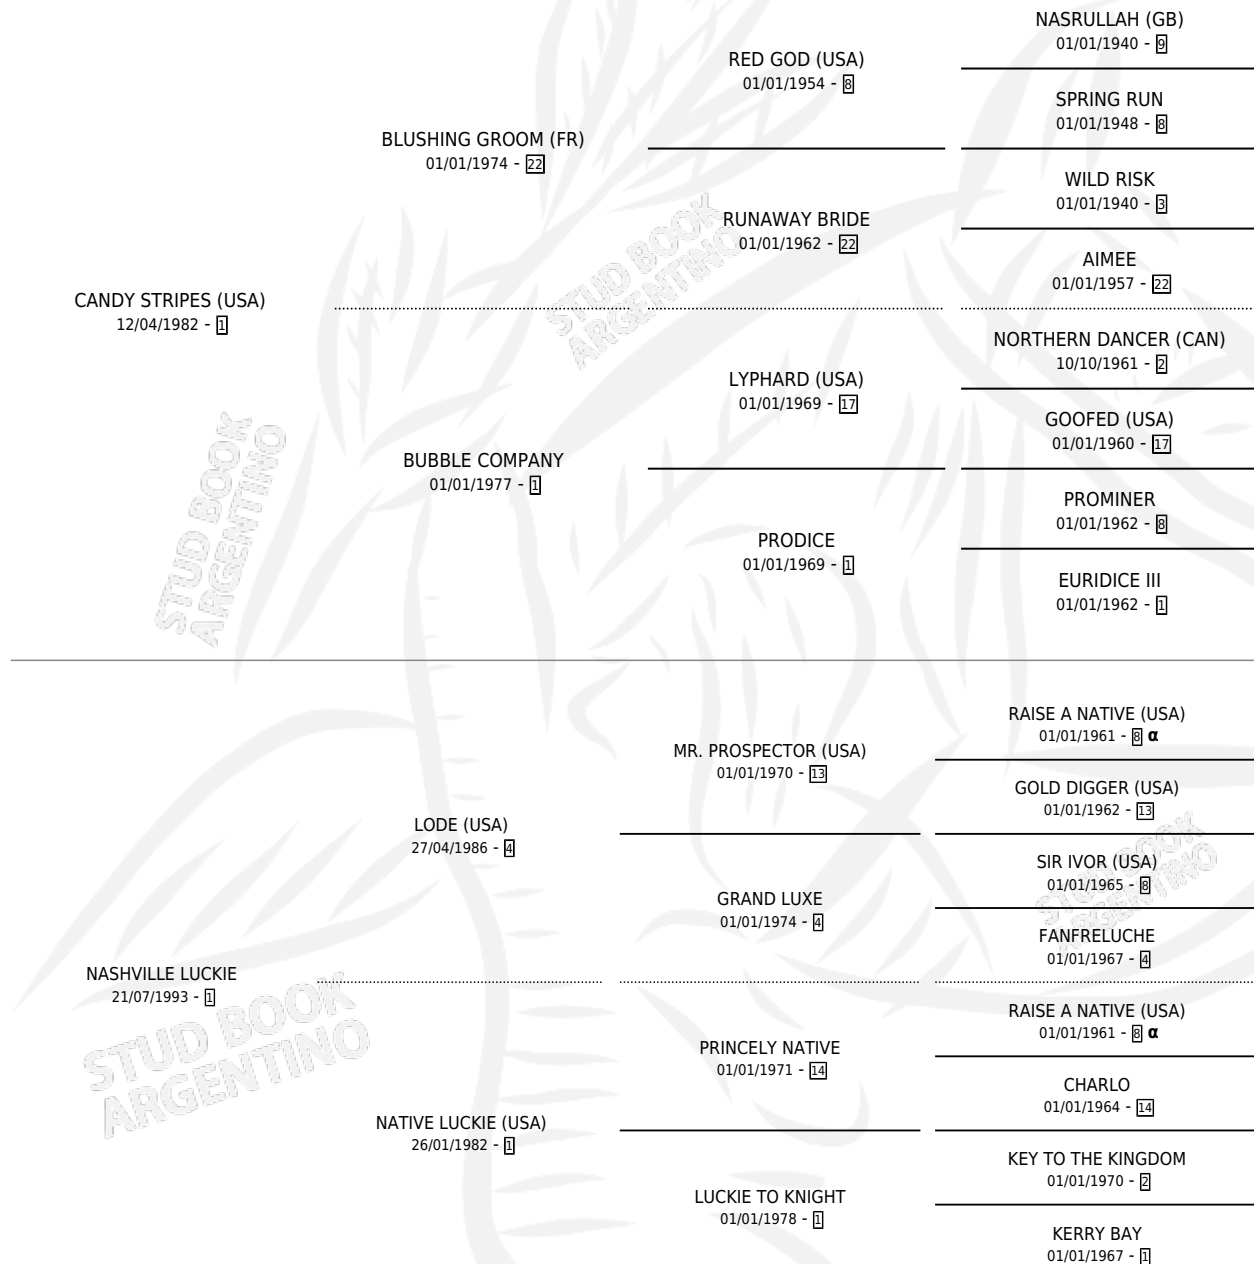 NASRULLAH (GB)
01/01/1940 - 9
RED GOD (USA)
01/01/1954 - 8
SPRING RUN
01/01/1948 - 8
BLUSHING GROOM (FR)
01/01/1974 - 22
WILD RISK
01/01/1940 - 3
RUNAWAY BRIDE
01/01/1962 - 22
AIMEE
01/01/1957 - 22
CANDY STRIPES (USA)
12/04/1982 - 1
NORTHERN DANCER (CAN)
10/10/1961 - 2
LYPHARD (USA)
01/01/1969 - 17
GOOFED (USA)
01/01/1960 - 17
BUBBLE COMPANY
01/01/1977 - 1
PROMINER
01/01/1962 - 8
PRODICE
01/01/1969 - 1
EURIDICE III
01/01/1962 - 1
RAISE A NATIVE (USA)
01/01/1961 - 8 α
MR. PROSPECTOR (USA)
01/01/1970 - 13
GOLD DIGGER (USA)
01/01/1962 - 13
LODE (USA)
27/04/1986 - 4
SIR IVOR (USA)
01/01/1965 - 8
GRAND LUXE
01/01/1974 - 4
FANFRELUCHE
01/01/1967 - 4
NASHVILLE LUCKIE
21/07/1993 - 1
RAISE A NATIVE (USA)
01/01/1961 - 8 α
PRINCELY NATIVE
01/01/1971 - 14
CHARLO
01/01/1964 - 14
NATIVE LUCKIE (USA)
26/01/1982 - 1
KEY TO THE KINGDOM
01/01/1970 - 2
LUCKIE TO KNIGHT
01/01/1978 - 1
KERRY BAY
01/01/1967 - 1
STUD BOOK
ARGENTINO
STUD BOOK
ARGENTINO
STUD BOOK
ARGENTINO
STUD BOOK
ARGENTINO